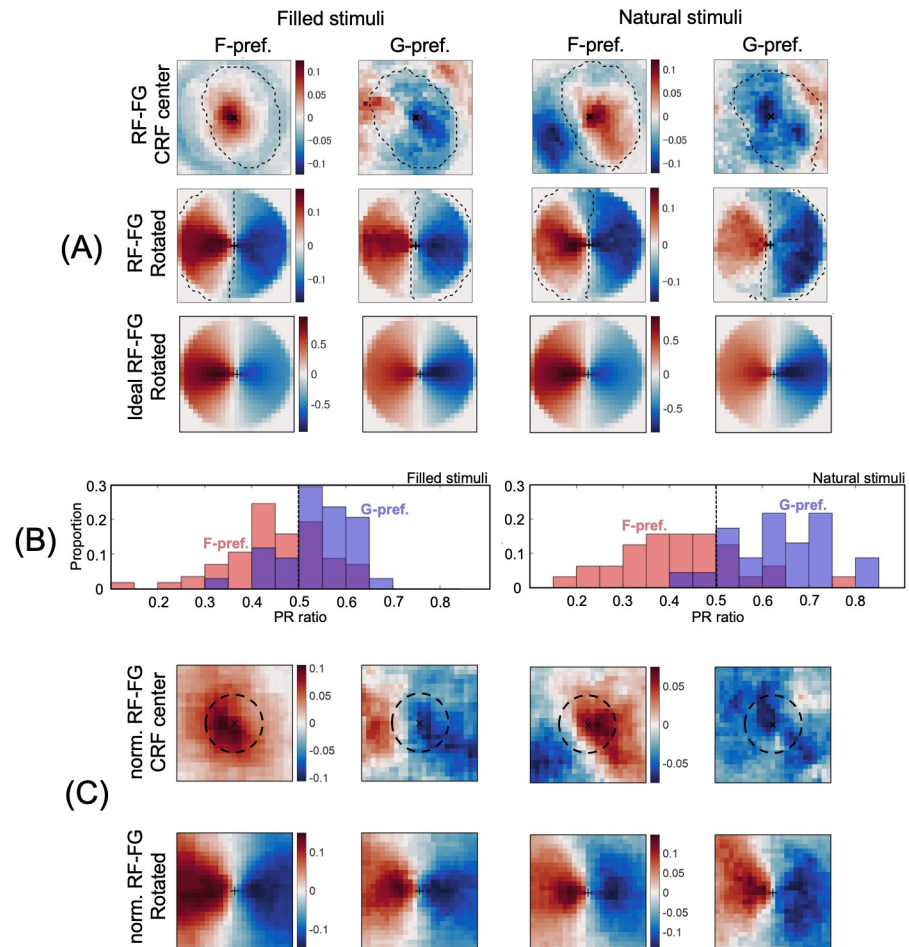 Filled stimuli Natural stimuli
F-pref. G-pref. F-pref. G-pref.
(A)
RF-FG
CRF center
0.1
0.05
0
−0.05
−0.1
0.1
0.05
0
-0.05
-0.1
RF-FG
Rotated
0.1
0
−0.1
0.1
0
-0.1
Ideal RF-FG
Rotated
0.5
0
-0.5
0.5
0
-0.5
(B)
Filled stimuli
Proportion
0.3
0.2
0.1
0
F-pref.
G-pref.
0.2 0.3 0.4 0.5 0.6 0.7 0.8
PR ratio
Natural stimuli
0.3
0.2
0.1
0
F-pref.
G-pref.
0.2 0.3 0.4 0.5 0.6 0.7 0.8
PR ratio
(C)
norm. RF-FG
CRF center
0.1
0.05
0
-0.05
-0.1
0.05
0
-0.05
norm. RF-FG
Rotated
0.1
0
-0.1
0.1
0.05
0
-0.05
-0.1